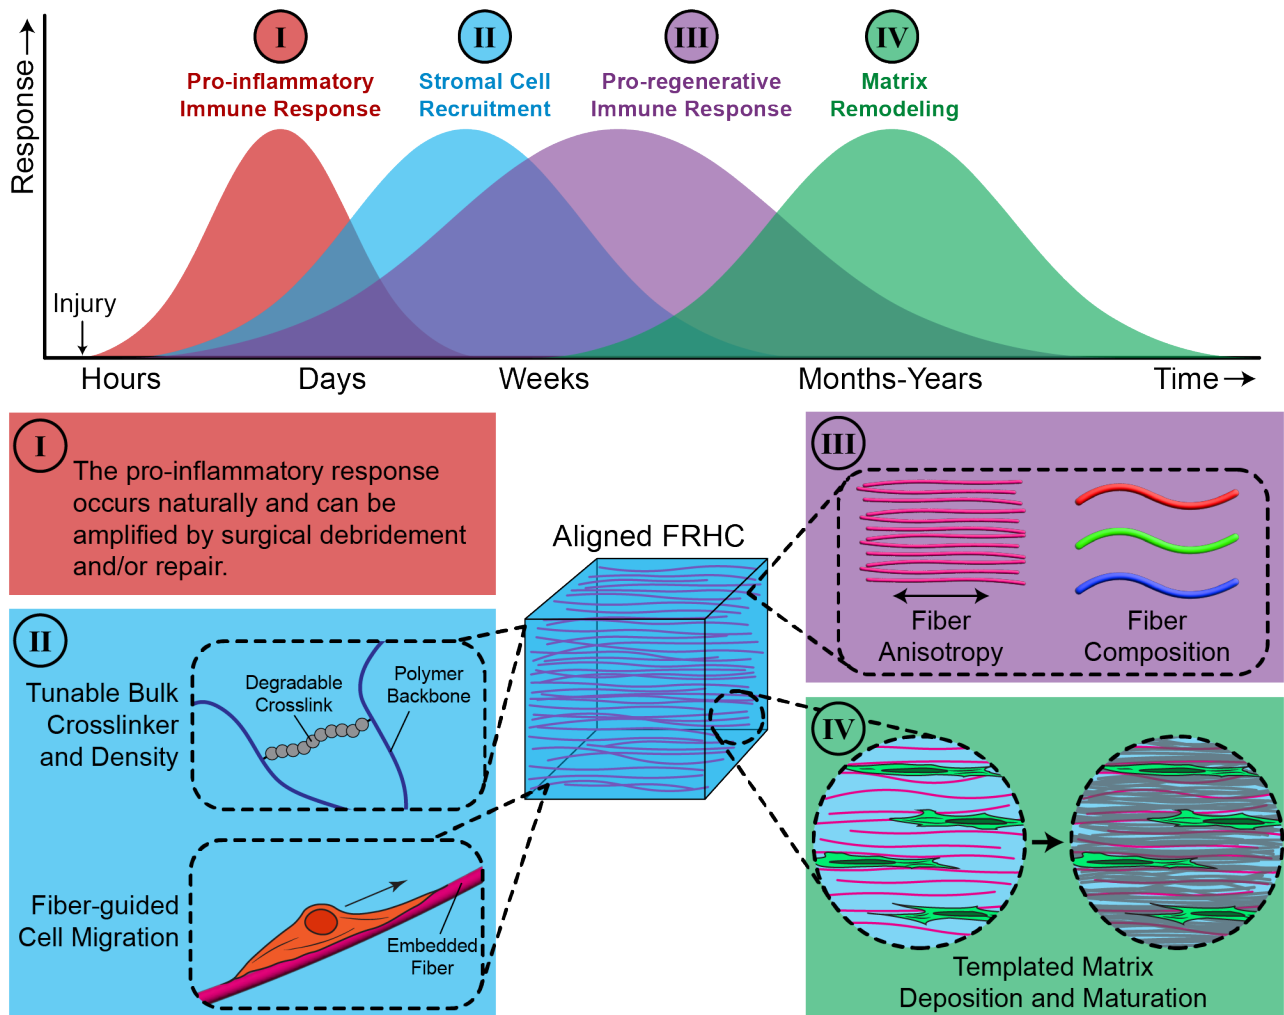 Response
I
II
III
IV
Pro-inflammatory
Immune Response
Stromal Cell
Recruitment
Pro-regenerative
Immune Response
Matrix
Remodeling
Injury
Hours
Days
Weeks
Months-Years
Time
I
The pro-inflammatory response
occurs naturally and can be
amplified by surgical debridement
and/or repair.
II
Tunable Bulk
Crosslinker
and Density
Degradable
Crosslink
Polymer
Backbone
Fiber-guided
Cell Migration
Embedded
Fiber
Aligned FRHC
III
Fiber
Anisotropy
Fiber
Composition
IV
Templated Matrix
Deposition and Maturation